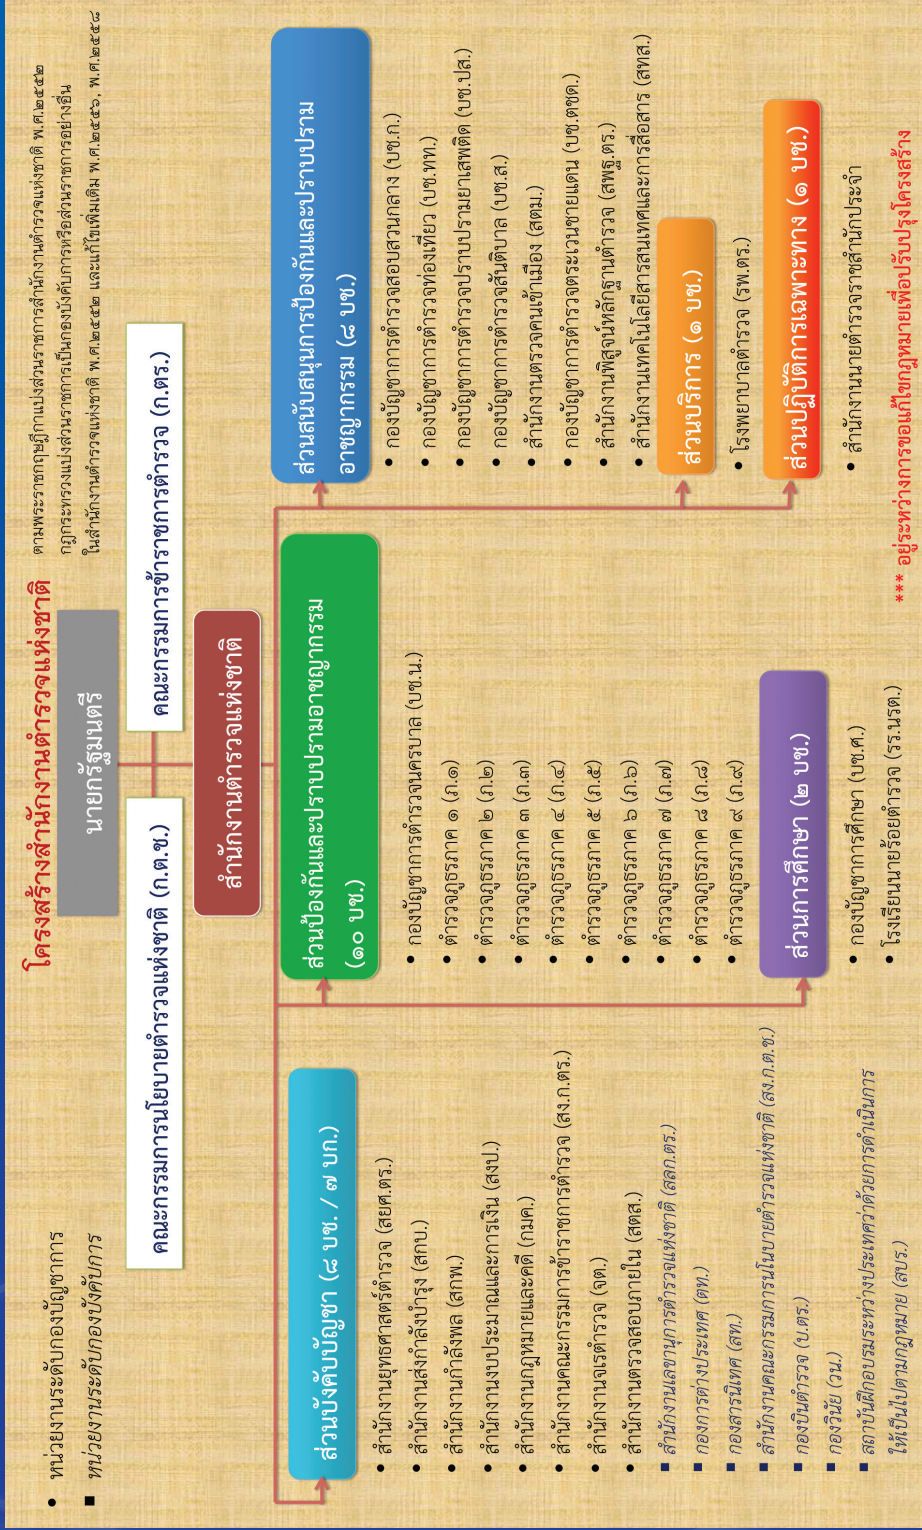 โครงสร้างสำนักงานตำรวจแห่งชาติ
ตามพระราชกฤษฎีกาแบ่งส่วนราชการสำนักงานตำรวจแห่งชาติ พ.ศ.๒๕๕๒
กฎกระทรวงแบ่งส่วนราชการเป็นกองบังคับการหรือส่วนราชการอย่างอื่น
ในสำนักงานตำรวจแห่งชาติ พ.ศ.๒๕๕๒ และแก้ไขเพิ่มเติม พ.ศ.๒๕๕๖, พ.ศ.๒๕๕๘
• หน่วยงานระดับกองบัญชาการ
▪ หน่วยงานระดับกองบังคับการ
นายกรัฐมนตรี
คณะกรรมการนโยบายตำรวจแห่งชาติ (ก.ต.ช.)
คณะกรรมการข้าราชการตำรวจ (ก.ตร.)
สำนักงานตำรวจแห่งชาติ
ส่วนบังคับบัญชา (๘ บช. / ๗ บก.)
• สำนักงานยุทธศาสตร์ตำรวจ (สยศ.ตร.)
• สำนักงานส่งกำลังบำรุง (สกบ.)
• สำนักงานกำลังพล (สกพ.)
• สำนักงานงบประมาณและการเงิน (สงป.)
• สำนักงานกฎหมายและคดี (กมค.)
• สำนักงานคณะกรรมการข้าราชการตำรวจ (สง.ก.ตร.)
• สำนักงานจเรตำรวจ (จต.)
• สำนักงานตรวจสอบภายใน (สตส.)
▪ สำนักงานเลขานุการตำรวจแห่งชาติ (สลก.ตร.)
▪ กองการต่างประเทศ (ตท.)
▪ กองสารนิเทศ (สท.)
▪ สำนักงานคณะกรรมการนโนบายตำรวจแห่งชาติ (สง.ก.ต.ช.)
▪ กองบินตำรวจ (บ.ตร.)
▪ กองวินัย (วน.)
▪ สถาบันฝึกอบรมระหว่างประเทศว่าด้วยการดำเนินการ
ให้เป็นไปตามกฎหมาย (สบร.)
ส่วนป้องกันและปราบปรามอาชญากรรม
(๑๐ บช.)
• กองบัญชาการตำรวจนครบาล (บช.น.)
• ตำรวจภูธรภาค ๑ (ภ.๑)
• ตำรวจภูธรภาค ๒ (ภ.๒)
• ตำรวจภูธรภาค ๓ (ภ.๓)
• ตำรวจภูธรภาค ๔ (ภ.๔)
• ตำรวจภูธรภาค ๕ (ภ.๕)
• ตำรวจภูธรภาค ๖ (ภ.๖)
• ตำรวจภูธรภาค ๗ (ภ.๗)
• ตำรวจภูธรภาค ๘ (ภ.๘)
• ตำรวจภูธรภาค ๙ (ภ.๙)
ส่วนการศึกษา (๒ บช.)
• กองบัญชาการศึกษา (บช.ศ.)
• โรงเรียนนายร้อยตำรวจ (รร.นรต.)
ส่วนสนับสนุนการป้องกันและปราบปราม
อาชญากรรม (๘ บช.)
• กองบัญชาการตำรวจสอบสวนกลาง (บช.ก.)
• กองบัญชาการตำรวจท่องเที่ยว (บช.ทท.)
• กองบัญชาการตำรวจปราบปรามยาเสพติด (บช.ปส.)
• กองบัญชาการตำรวจสันติบาล (บช.ส.)
• สำนักงานตรวจคนเข้าเมือง (สตม.)
• กองบัญชาการตำรวจตระเวนชายแดน (บช.ตชด.)
• สำนักงานพิสูจน์หลักฐานตำรวจ (สพฐ.ตร.)
• สำนักงานเทคโนโลยีสารสนเทศและการสื่อสาร (สทส.)
ส่วนบริการ (๑ บช.)
• โรงพยาบาลตำรวจ (รพ.ตร.)
ส่วนปฏิบัติการเฉพาะทาง (๑ บช.)
• สำนักงานนายตำรวจราชสำนักประจำ
*** อยู่ระหว่างการขอแก้ไขกฎหมายเพื่อปรับปรุงโครงสร้าง